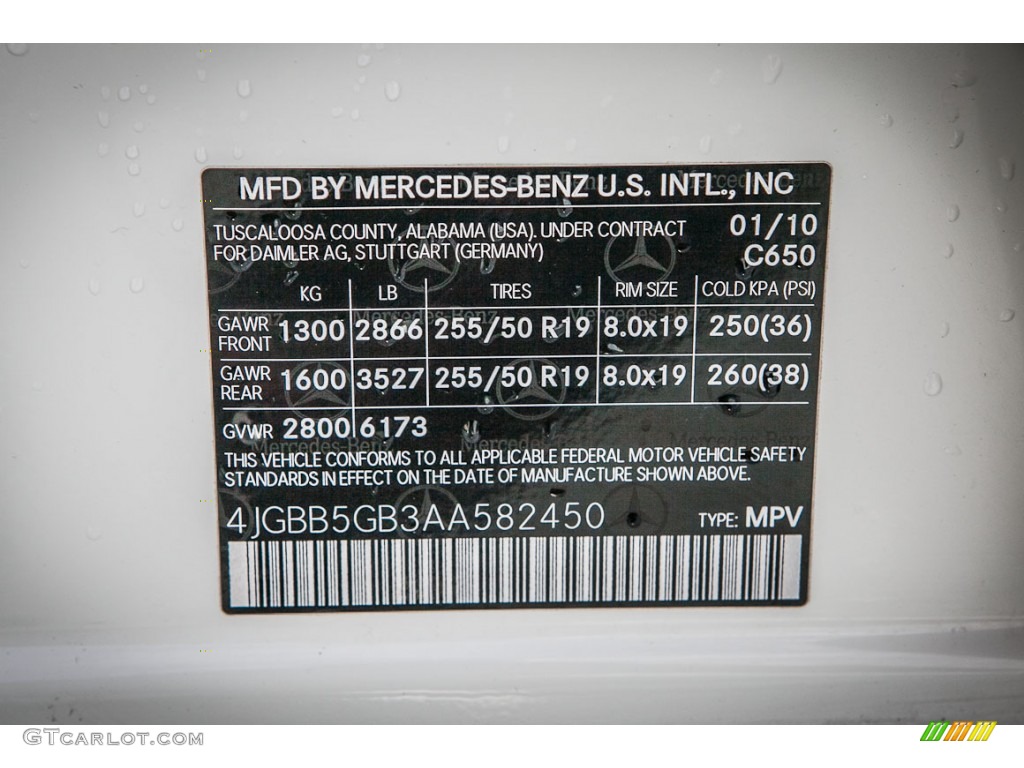 MFD BY MERCEDES-BENZ U.S. INTL., INC
TUSCALOOSA COUNTY, ALABAMA (USA). UNDER CONTRACT 01/10
FOR DAIMLER AG, STUTTGART (GERMANY) C650
KG LB TIRES RIM SIZE COLD KPA (PSI)
GAWR FRONT 1300 2866 255/50 R19 8.0x19 250(36)
GAWR REAR 1600 3527 255/50 R19 8.0x19 260(38)
GVWR 2800 6173
THIS VEHICLE CONFORMS TO ALL APPLICABLE FEDERAL MOTOR VEHICLE SAFETY
STANDARDS IN EFFECT ON THE DATE OF MANUFACTURE SHOWN ABOVE.
4JGBB5GB3AA582450 TYPE: MPV
GTCarLot.com